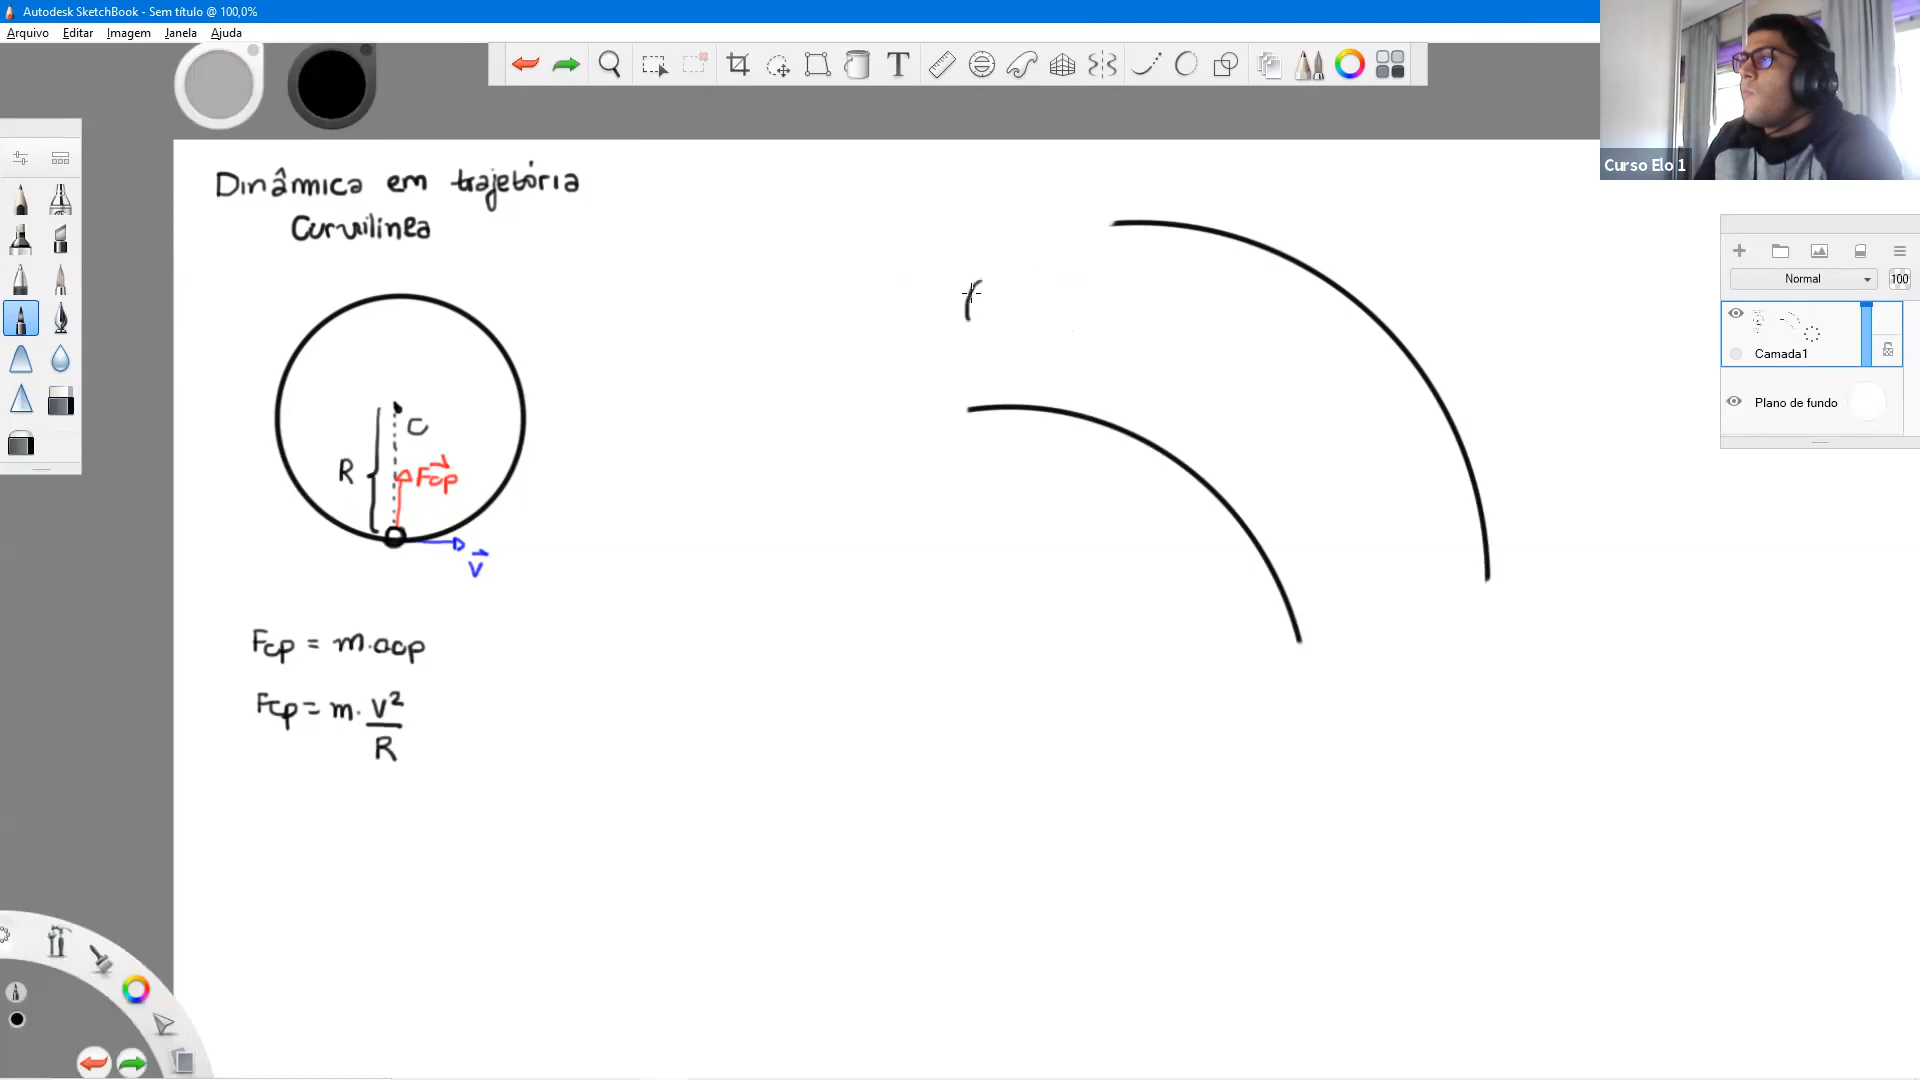 Autodesk SketchBook - Sem título @ 100,0%
Arquivo Editar Imagem Janela Ajuda
T
Curso Elo 1
Dinâmica em trajetória
Curvilínea
C
R
Fcp
V
Fcp = m.acp
Fcp = m. V²
R
Normal
100
Camada1
Plano de fundo